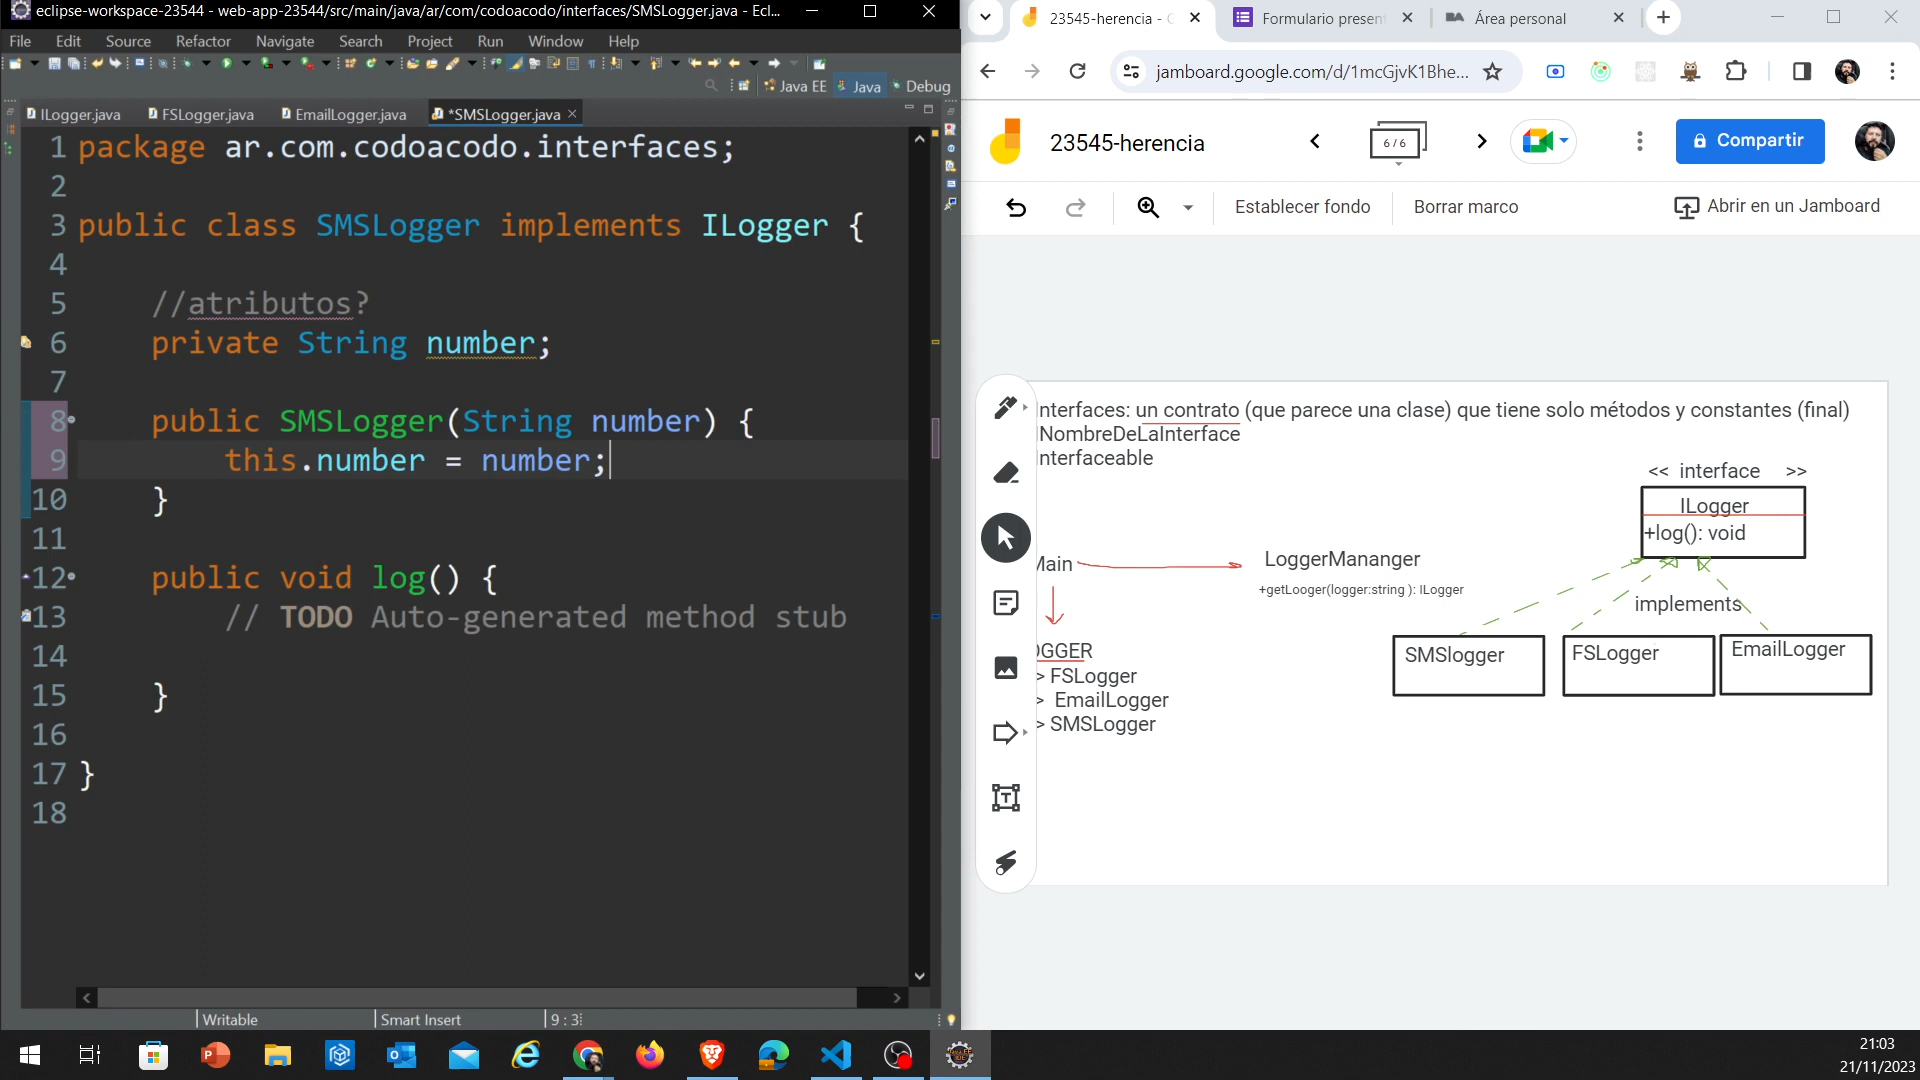 eclipse-workspace-23544 - web-app-23544/src/main/java/ar/com/codoacodo/interfaces/SMSLogger.java - Ecl...
File Edit Source Refactor Navigate Search Project Run Window Help
Java EE Java Debug
ILogger.java FSLogger.java EmailLogger.java *SMSLogger.java
1 package ar.com.codoacodo.interfaces;
2
3 public class SMSLogger implements ILogger {
4
5 //atributos?
6 private String number;
7
8 public SMSLogger(String number) {
9 this.number = number;
10 }
11
12 public void log() {
13 // TODO Auto-generated method stub
14
15 }
16
17 }
18
Writable Smart Insert 9 : 3
23545-herencia - Formulario present Área personal
jamboard.google.com/d/1mcGjvK1Bhe...
23545-herencia
6 / 6
Compartir
Establecer fondo Borrar marco Abrir en un Jamboard
nterfaces: un contrato (que parece una clase) que tiene solo métodos y constantes (final)
NombreDeLaInterface
nterfaceable
<< interface >>
ILogger
+log(): void
Main
LoggerMananger
+getLooger(logger:string ): ILogger
implements
OGGER
> FSLogger
> EmailLogger
> SMSLogger
SMSlogger
FSLogger
EmailLogger
21:03
21/11/2023